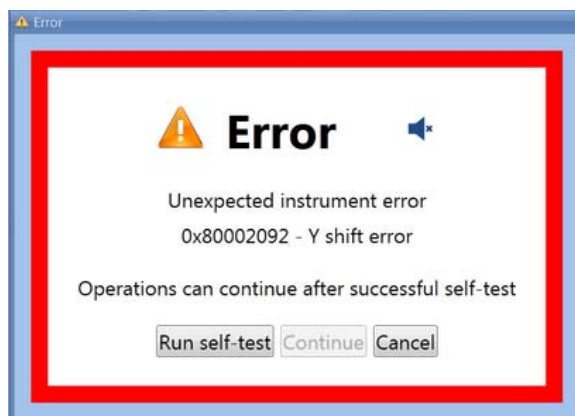 Error
Error
Unexpected instrument error
0x80002092 - Y shift error
Operations can continue after successful self-test
Run self-test Continue Cancel